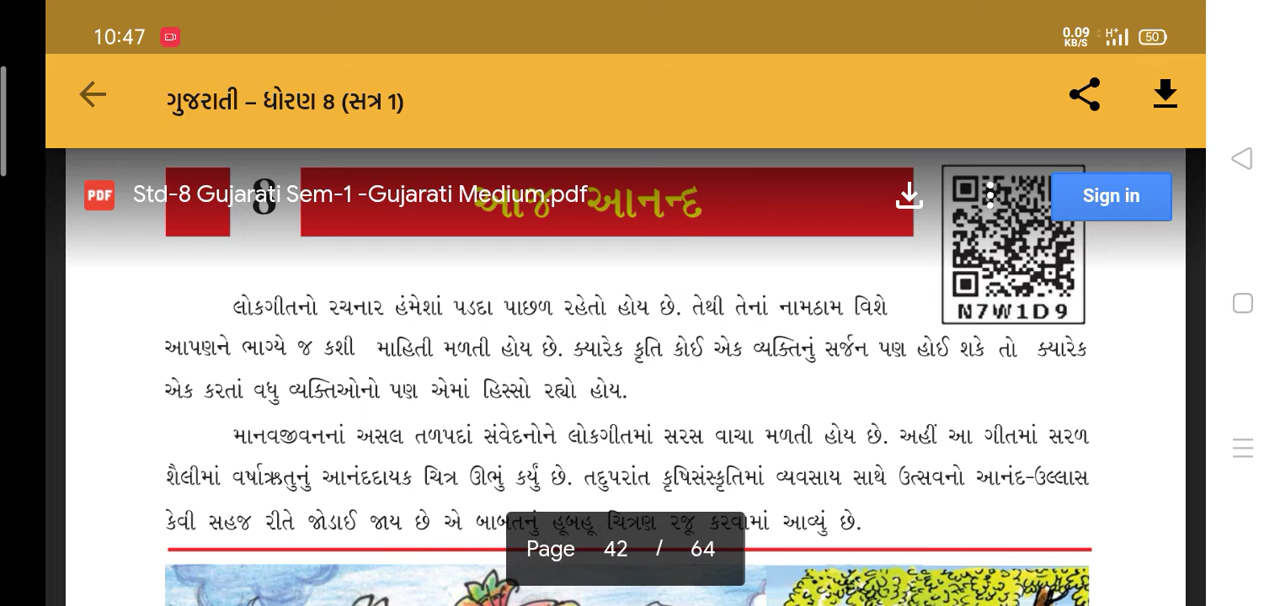 10:47
0.09 KB/S H+ 50
ગુજરાતી – ધોરણ 8 (સત્ર 1)
PDF Std-8 Gujarati Sem-1 -Gujarati Medium.pdf Sign in
8 આજ આનન્દ
N7W1D9
લોકગીતનો રચનાર હંમેશાં પડદા પાછળ રહેતો હોય છે. તેથી તેનાં નામઠામ વિશે
આપણને ભાગ્યે જ કશી માહિતી મળતી હોય છે. ક્યારેક કૃતિ કોઈ એક વ્યક્તિનું સર્જન પણ હોઈ શકે તો ક્યારેક
એક કરતાં વધુ વ્યક્તિઓનો પણ એમાં હિસ્સો રહ્યો હોય.
માનવજીવનનાં અસલ તળપદાં સંવેદનોને લોકગીતમાં સરસ વાચા મળતી હોય છે. અહીં આ ગીતમાં સરળ
શૈલીમાં વર્ષાઋતુનું આનંદદાયક ચિત્ર ઊભું કર્યું છે. તદુપરાંત કૃષિસંસ્કૃતિમાં વ્યવસાય સાથે ઉત્સવનો આનંદ-ઉલ્લાસ
કેવી સહજ રીતે જોડાઈ જાય છે એ બાબતનું હૂબહૂ ચિત્રણ રજૂ કરવામાં આવ્યું છે.
Page 42 / 64